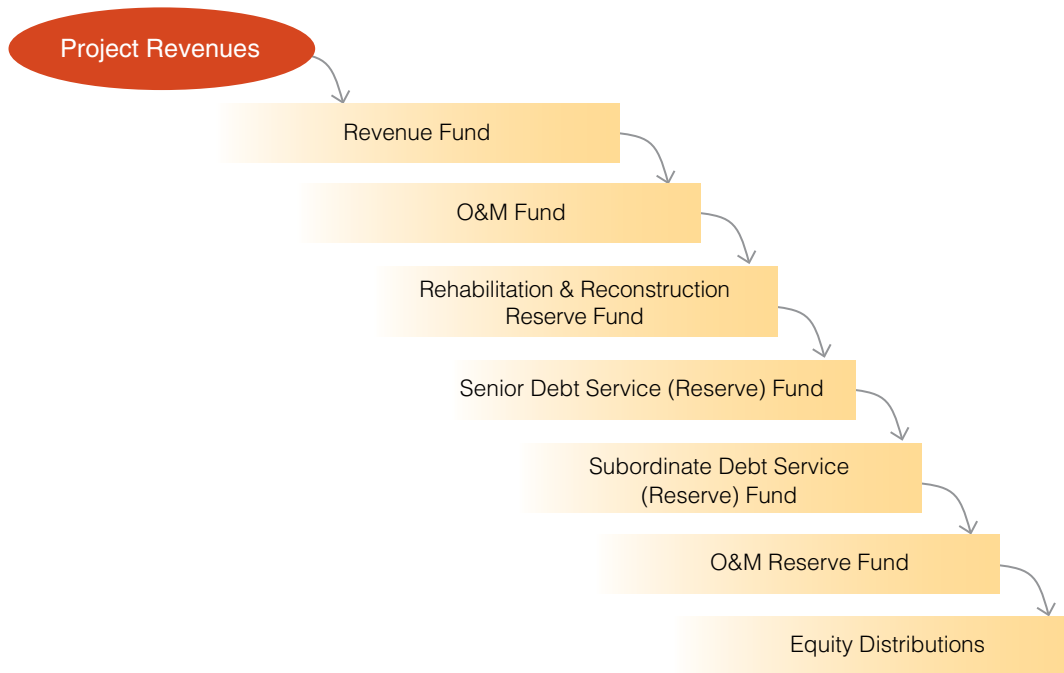 Project Revenues
Revenue Fund
O&M Fund
Rehabilitation & Reconstruction
Reserve Fund
Senior Debt Service (Reserve) Fund
Subordinate Debt Service
(Reserve) Fund
O&M Reserve Fund
Equity Distributions